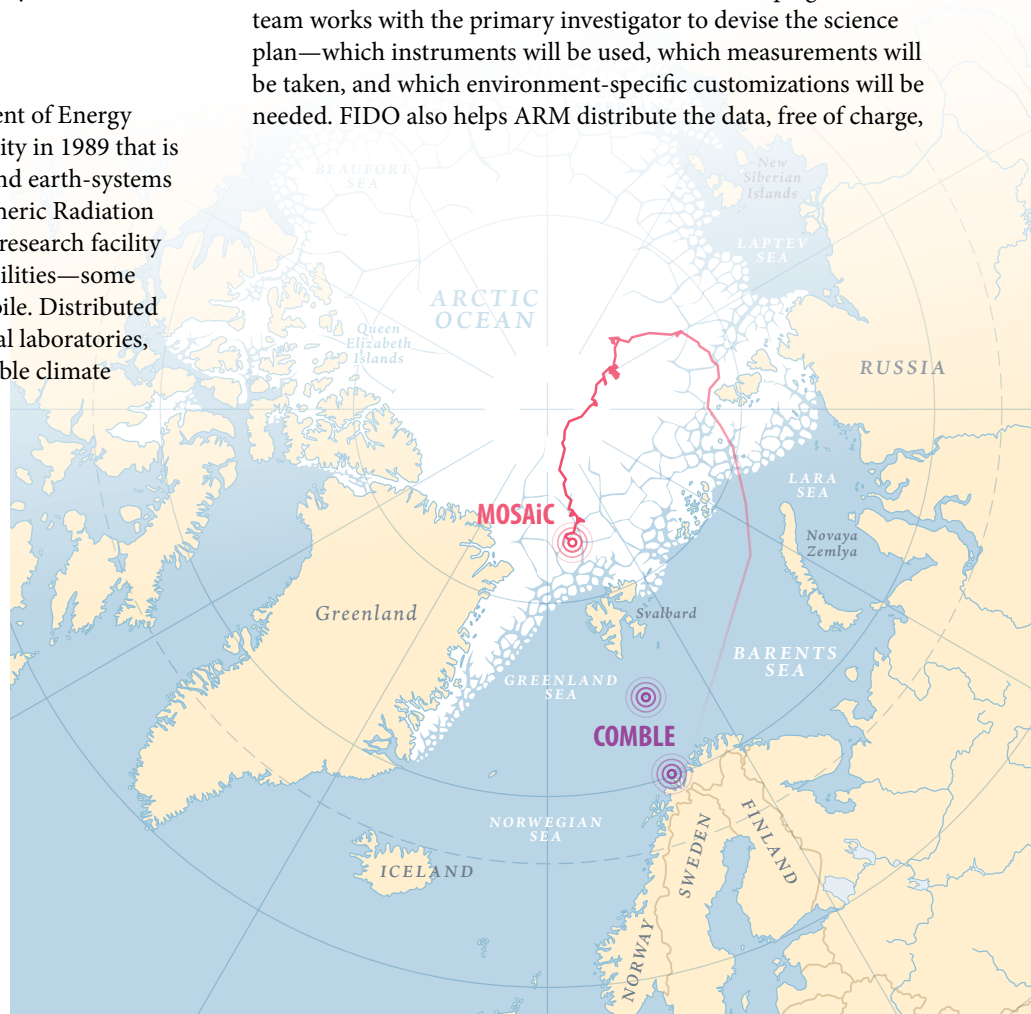 team works with the primary investigator to devise the science
plan—which instruments will be used, which measurements will
be taken, and which environment-specific customizations will be
needed. FIDO also helps ARM distribute the data, free of charge,
ent of Energy
ity in 1989 that is
nd earth-systems
heric Radiation
research facility
ilities—some
bile. Distributed
al laboratories,
ble climate
BEAUFORT
SEA
New
Siberian
Islands
LAPTEV
SEA
ARCTIC
OCEAN
Queen
Elizabeth
Islands
RUSSIA
LARA
SEA
MOSAiC
Novaya
Zemlya
Greenland
Svalbard
BARENTS
SEA
GREENLAND
SEA
COMBLE
NORWEGIAN
SEA
ICELAND
SWEDEN
FINLAND
NORWAY